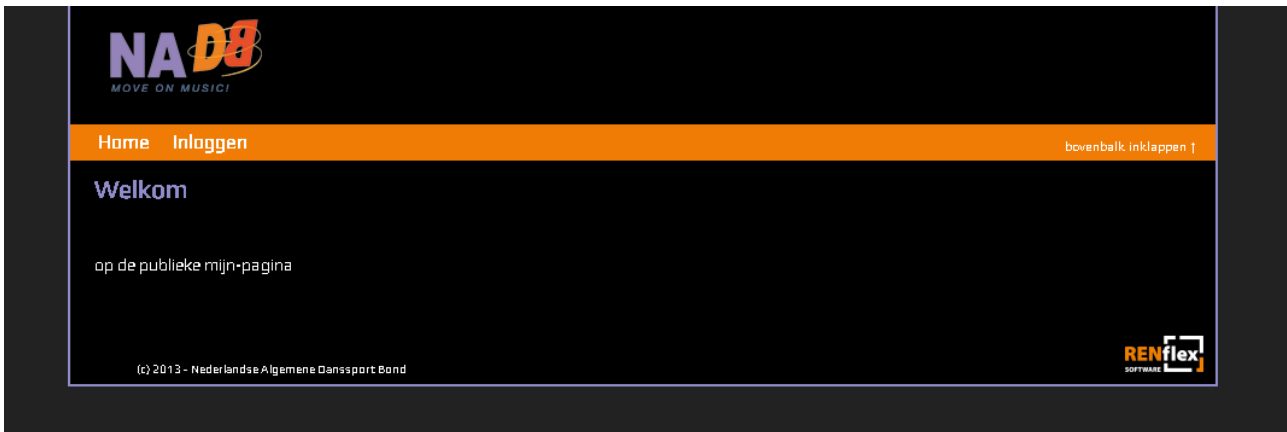 NADB
MOVE ON MUSIC!
Home Inloggen bovenbalk inklappen ↑
Welkom
op de publieke mijn-pagina
(c) 2013 - Nederlandse Algemene Danssport Bond
RENflex
SOFTWARE